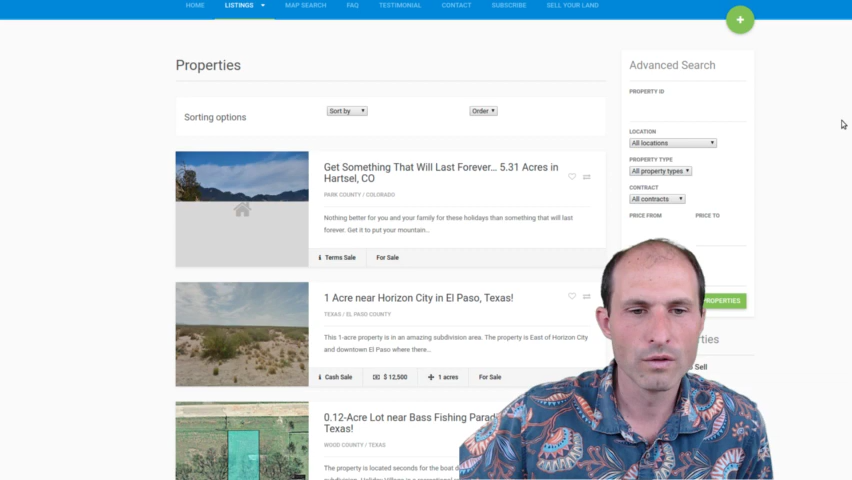 HOME LISTINGS MAP SEARCH FAQ TESTIMONIAL CONTACT SUBSCRIBE SELL YOUR LAND
+
Properties
Sorting options
Sort by
Order
Get Something That Will Last Forever… 5.31 Acres in
Hartsel, CO
PARK COUNTY / COLORADO
Nothing better for you and your family for these holidays than something that will last
forever. Get it to put your mountain…
Terms Sale For Sale
1 Acre near Horizon City in El Paso, Texas!
TEXAS / EL PASO COUNTY
This 1-acre property is in an amazing subdivision area. The property is East of Horizon City
and downtown El Paso where there…
Cash Sale $ 12,500 1 acres For Sale
0.12-Acre Lot near Bass Fishing
Texas!
WOOD COUNTY / TEXAS
The property is located seconds for the boat
Advanced Search
PROPERTY ID
LOCATION
All locations
PROPERTY TYPE
All property types
CONTRACT
All contracts
PRICE FROM PRICE TO
PROPERTIES
Sell